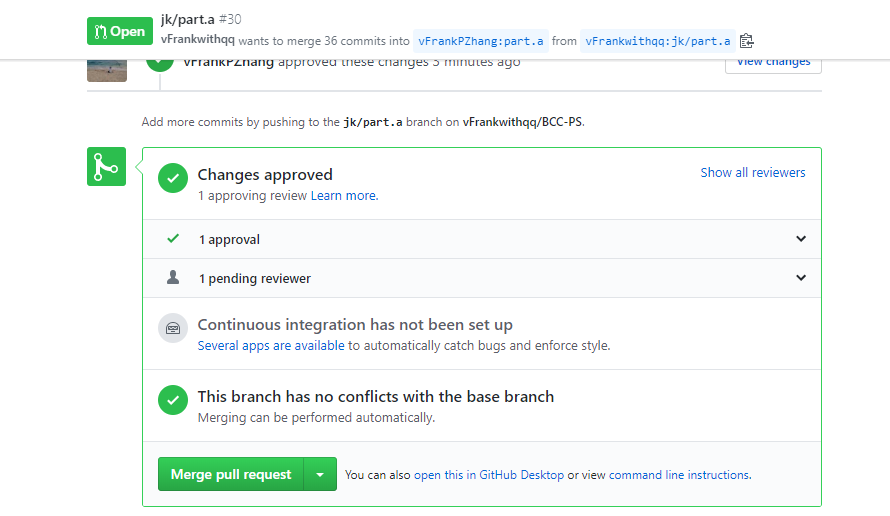 Open
jk/part.a #30
vFrankwithqq wants to merge 36 commits into vFrankPZhang:part.a from vFrankwithqq:jk/part.a
vFrankPZhang approved these changes 3 minutes ago
View changes
Add more commits by pushing to the jk/part.a branch on vFrankwithqq/BCC-PS.
Changes approved
Show all reviewers
1 approving review Learn more.
1 approval
1 pending reviewer
Continuous integration has not been set up
Several apps are available to automatically catch bugs and enforce style.
This branch has no conflicts with the base branch
Merging can be performed automatically.
Merge pull request
You can also open this in GitHub Desktop or view command line instructions.